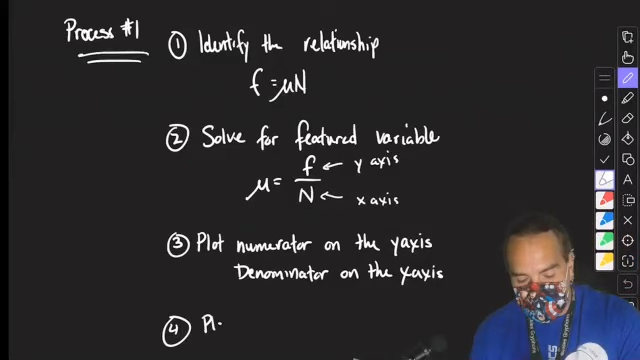 Process #1
① Identify the relationship
f = μN
② Solve for featured variable
μ = f / N
← y axis
← x axis
③ Plot numerator on the y axis
Denominator on the x axis
④ Pl